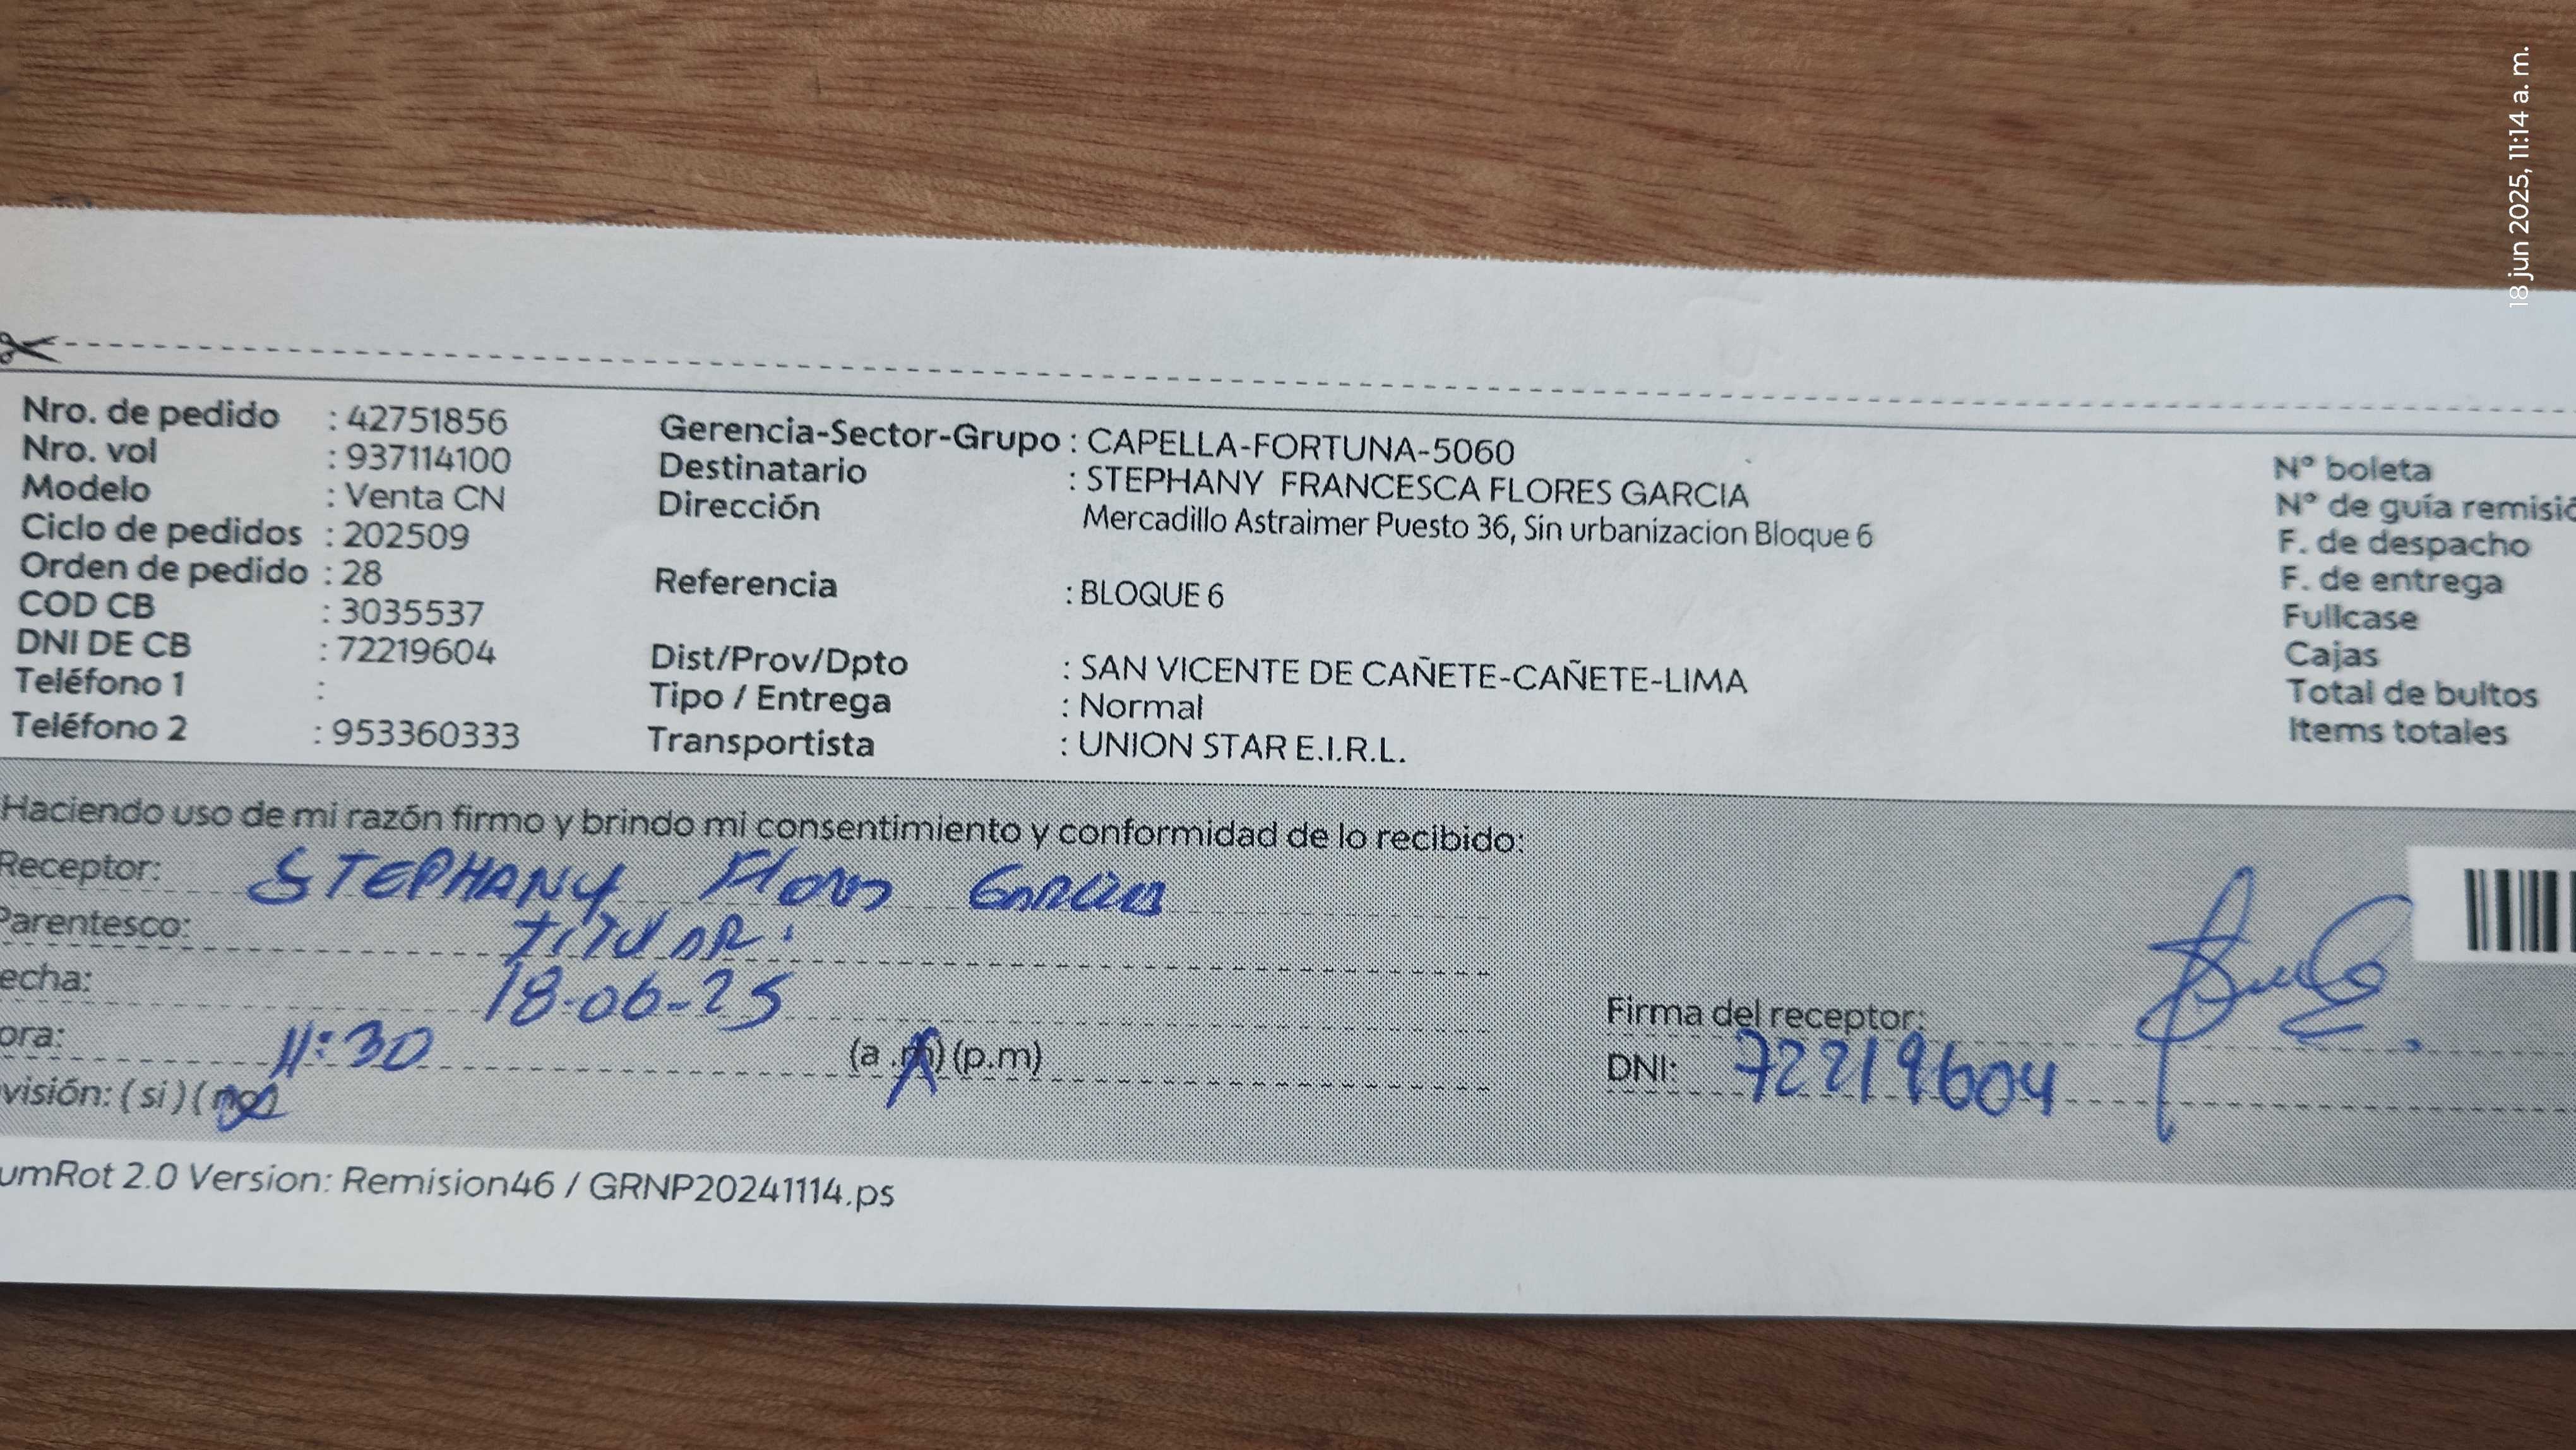 18 jun 2025, 11:14 a. m.
Nro. de pedido : 42751856
Nro. vol : 937114100
Modelo : Venta CN
Ciclo de pedidos : 202509
Orden de pedido : 28
COD CB : 3035537
DNI DE CB : 72219604
Teléfono 1 :
Teléfono 2 : 953360333
Gerencia-Sector-Grupo : CAPELLA-FORTUNA-5060
Destinatario : STEPHANY FRANCESCA FLORES GARCIA
Dirección Mercadillo Astraimer Puesto 36, Sin urbanizacion Bloque 6
Referencia : BLOQUE 6
Dist/Prov/Dpto : SAN VICENTE DE CAÑETE-CAÑETE-LIMA
Tipo / Entrega : Normal
Transportista : UNION STAR E.I.R.L.
Nº boleta
Nº de guía remisió
F. de despacho
F. de entrega
Fullcase
Cajas
Total de bultos
Items totales
Haciendo uso de mi razón firmo y brindo mi consentimiento y conformidad de lo recibido:
Receptor: STEPHANY Flores GARCIA
Parentesco: TITULAR.
echa: 18-06-25
ora: 11:30 (a.m) (p.m)
visión: (si) (no)
Firma del receptor:
DNI: 72219604
umRot 2.0 Version: Remision46 / GRNP20241114.ps